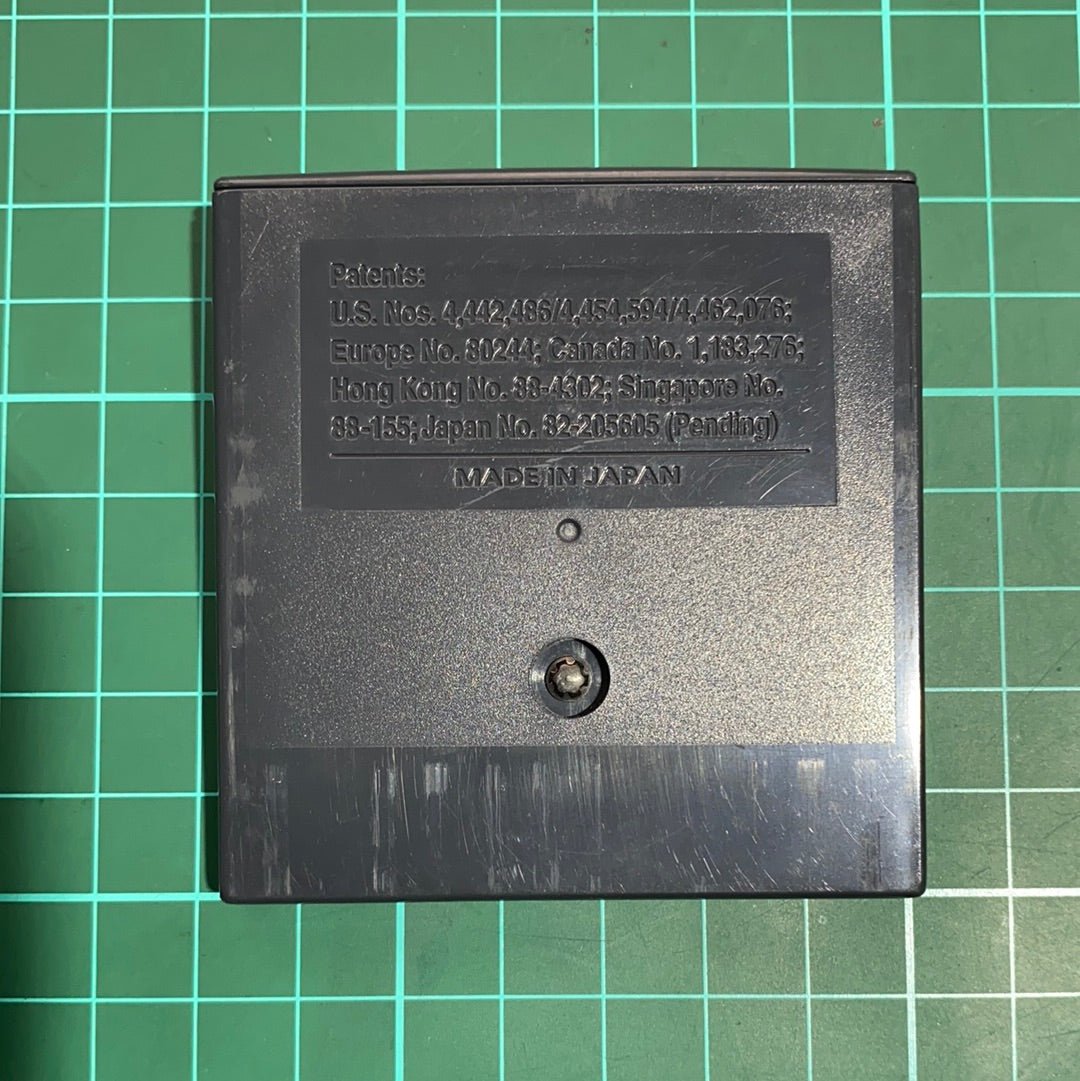 Patents:
U.S. Nos. 4,442,486/4,454,594/4,462,076;
Europe No. 80244; Canada No. 1,183,276;
Hong Kong No. 88-4302; Singapore No.
88-155; Japan No. 82-205605 (Pending)
MADE IN JAPAN